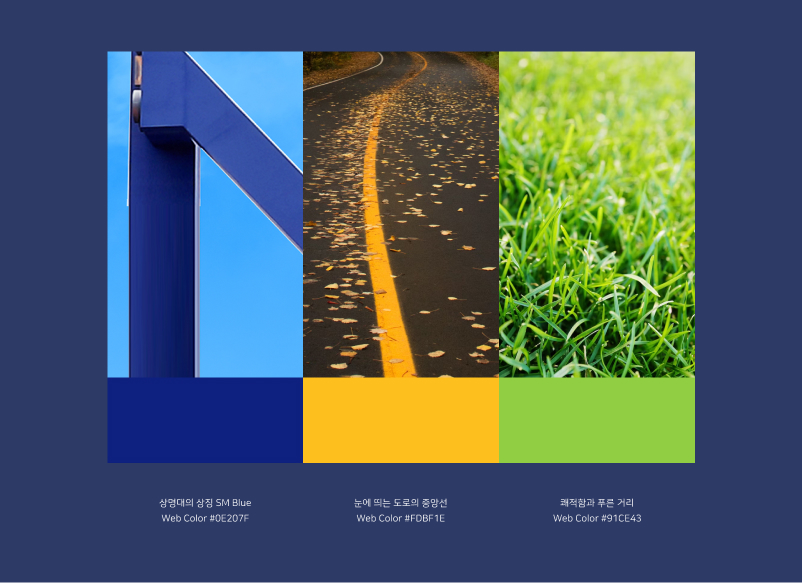 상명대의 상징 SM Blue
Web Color #0E207F
눈에 띄는 도로의 중앙선
Web Color #FDBF1E
쾌적함과 푸른 거리
Web Color #91CE43